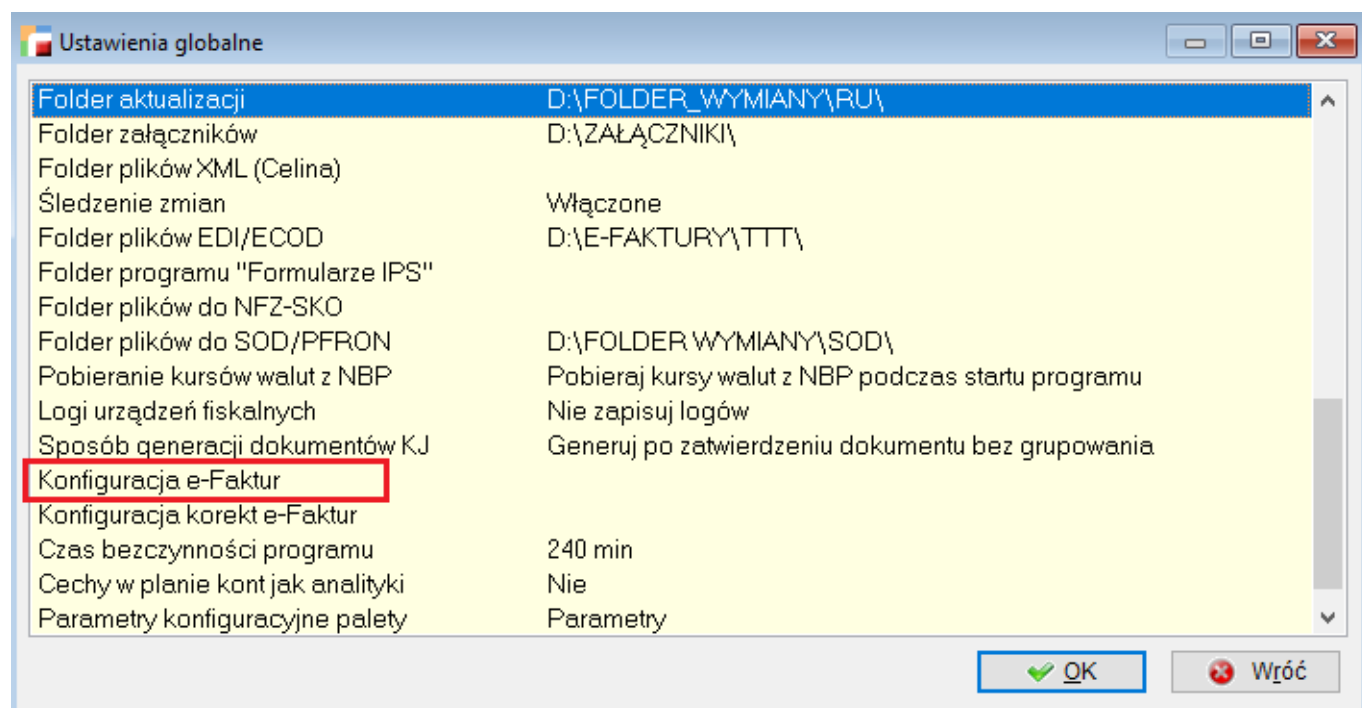 Ustawienia globalne
Folder aktualizacji D:\FOLDER_WYMIANY\RU\
Folder załączników D:\ZAŁĄCZNIKI\
Folder plików XML (Celina)
Śledzenie zmian Włączone
Folder plików EDI/ECOD D:\E-FAKTURY\TTT\
Folder programu "Formularze IPS"
Folder plików do NFZ-SKO
Folder plików do SOD/PFRON D:\FOLDER WYMIANY\SOD\
Pobieranie kursów walut z NBP Pobieraj kursy walut z NBP podczas startu programu
Logi urządzeń fiskalnych Nie zapisuj logów
Sposób generacji dokumentów KJ Generuj po zatwierdzeniu dokumentu bez grupowania
Konfiguracja e-Faktur
Konfiguracja korekt e-Faktur
Czas bezczynności programu 240 min
Cechy w planie kont jak analityki Nie
Parametry konfiguracyjne palety Parametry
OK Wróć